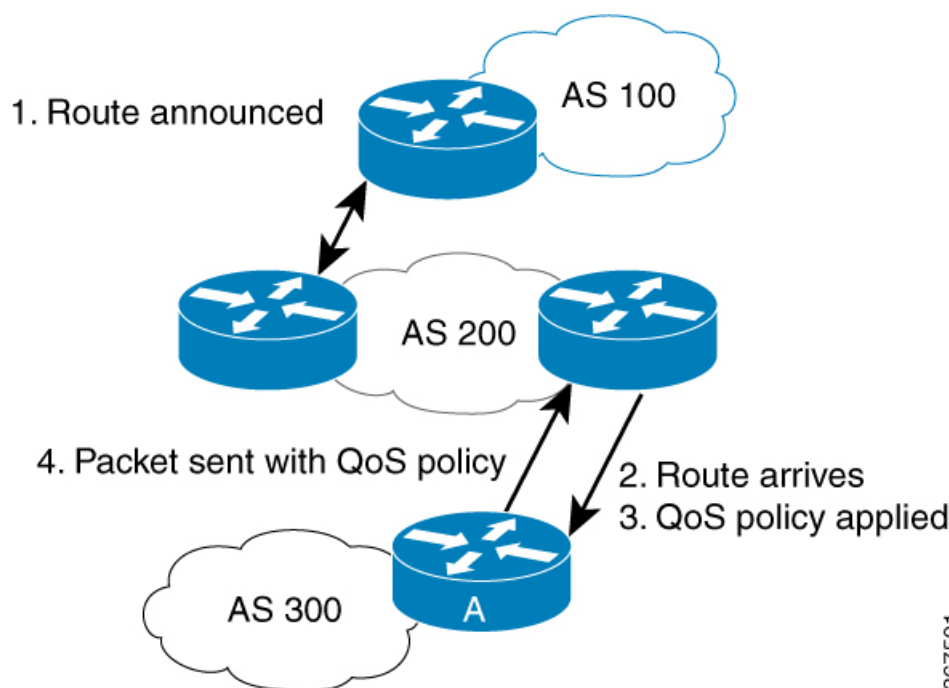 1. Route announced
AS 100
AS 200
4. Packet sent with QoS policy
2. Route arrives
3. QoS policy applied
AS 300
A